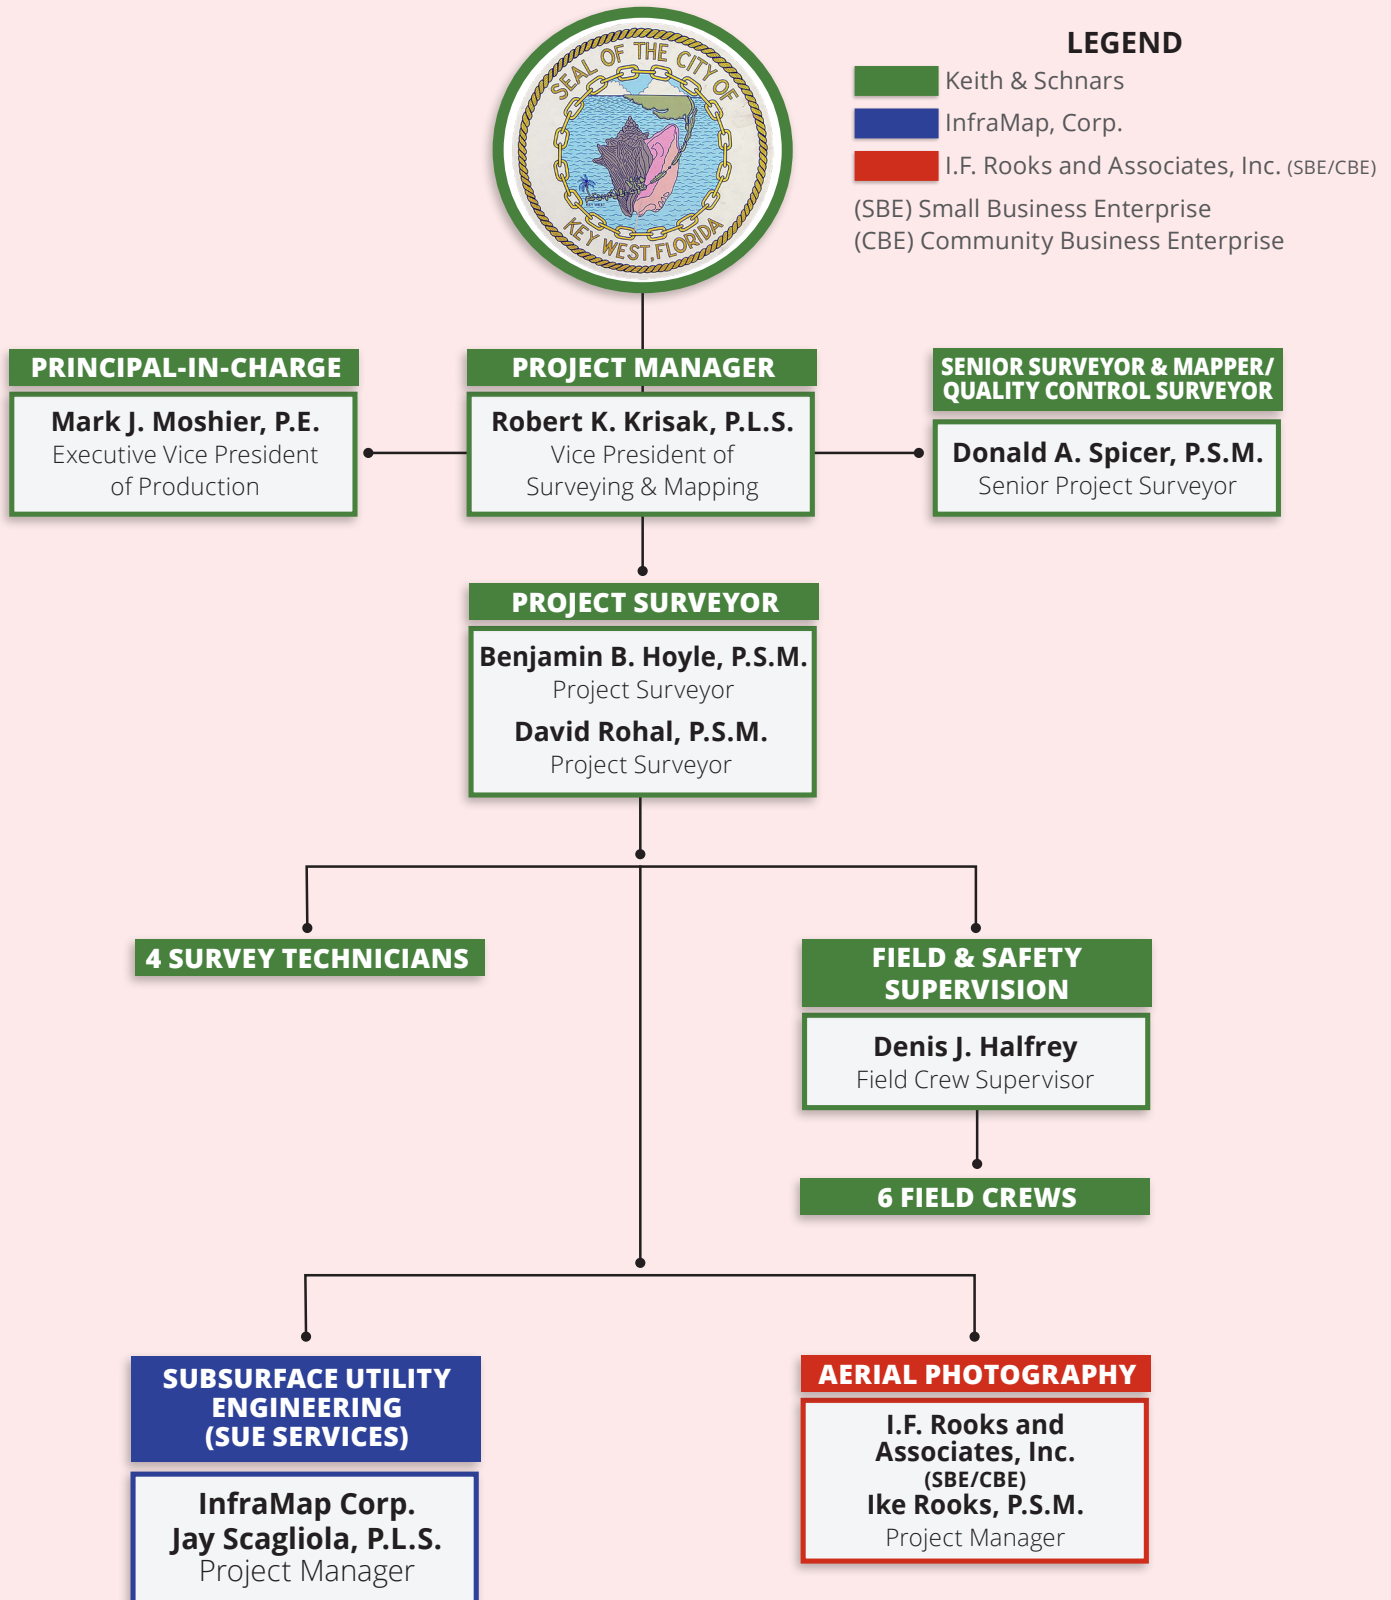 SEAL OF THE CITY OF
KEY WEST, FLORIDA
LEGEND
Keith & Schnars
InfraMap, Corp.
I.F. Rooks and Associates, Inc. (SBE/CBE)
(SBE) Small Business Enterprise
(CBE) Community Business Enterprise
PRINCIPAL-IN-CHARGE
Mark J. Moshier, P.E.
Executive Vice President
of Production
PROJECT MANAGER
Robert K. Krisak, P.L.S.
Vice President of
Surveying & Mapping
SENIOR SURVEYOR & MAPPER/
QUALITY CONTROL SURVEYOR
Donald A. Spicer, P.S.M.
Senior Project Surveyor
PROJECT SURVEYOR
Benjamin B. Hoyle, P.S.M.
Project Surveyor
David Rohal, P.S.M.
Project Surveyor
4 SURVEY TECHNICIANS
FIELD & SAFETY
SUPERVISION
Denis J. Halfrey
Field Crew Supervisor
6 FIELD CREWS
SUBSURFACE UTILITY
ENGINEERING
(SUE SERVICES)
InfraMap Corp.
Jay Scagliola, P.L.S.
Project Manager
AERIAL PHOTOGRAPHY
I.F. Rooks and
Associates, Inc.
(SBE/CBE)
Ike Rooks, P.S.M.
Project Manager